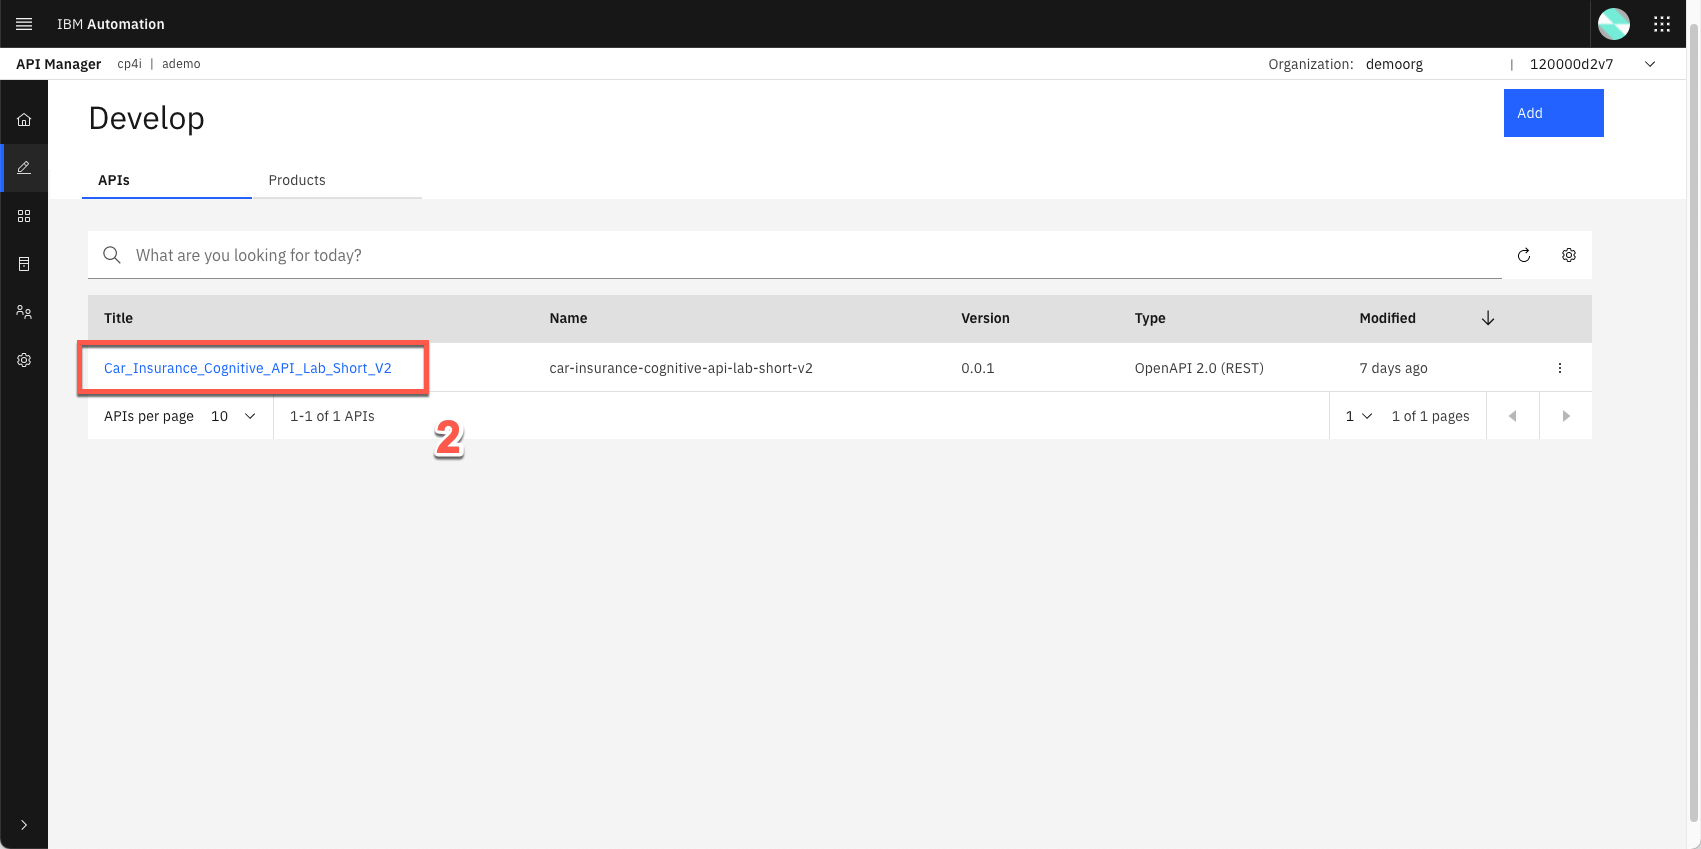 IBM Automation
API Manager cp4i | ademo Organization: demoorg | 120000d2v7
Develop
Add
APIs Products
What are you looking for today?
Title Name Version Type Modified
Car_Insurance_Cognitive_API_Lab_Short_V2 car-insurance-cognitive-api-lab-short-v2 0.0.1 OpenAPI 2.0 (REST) 7 days ago
APIs per page 10 1-1 of 1 APIs 1 1 of 1 pages
2